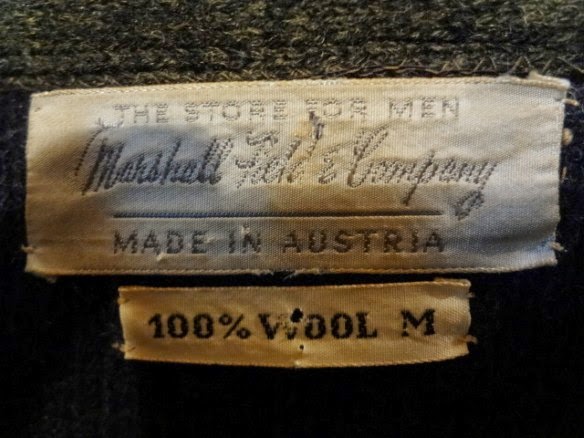 THE STORE FOR MEN
Marshall Field & Company
MADE IN AUSTRIA
100% WOOL M